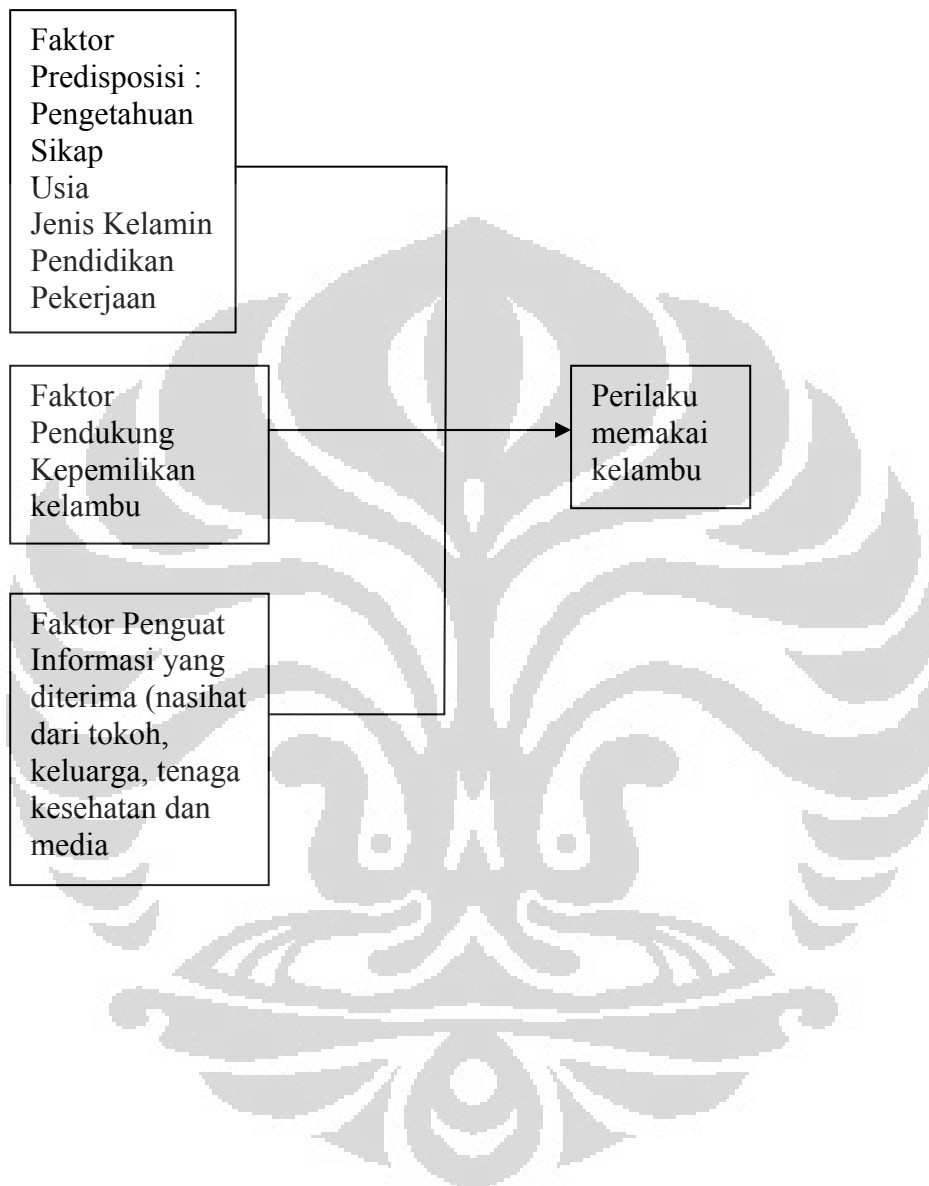 Faktor
Predisposisi :
Pengetahuan
Sikap
Usia
Jenis Kelamin
Pendidikan
Pekerjaan
Faktor
Pendukung
Kepemilikan
kelambu
Perilaku
memakai
kelambu
Faktor Penguat
Informasi yang
diterima (nasihat
dari tokoh,
keluarga, tenaga
kesehatan dan
media